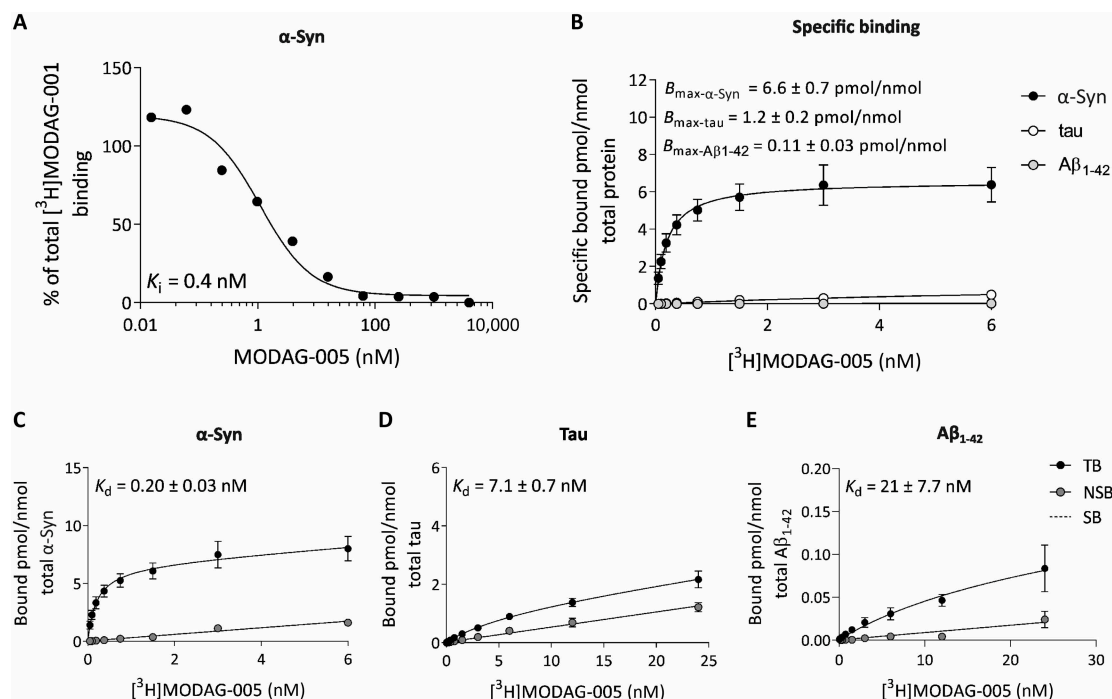 A
α-Syn
% of total [³H]MODAG-001
binding
150
100
50
0
Kᵢ = 0.4 nM
0.01
1
100
10,000
MODAG-005 (nM)
B
Specific binding
Specific bound pmol/nmol
total protein
12
10
8
6
4
2
0
Bmax-α-Syn = 6.6 ± 0.7 pmol/nmol
Bmax-tau = 1.2 ± 0.2 pmol/nmol
Bmax-Aβ1-42 = 0.11 ± 0.03 pmol/nmol
0
2
4
6
[³H]MODAG-005 (nM)
α-Syn
tau
Aβ₁₋₄₂
C
α-Syn
Bound pmol/nmol
total α-Syn
15
10
5
0
Kd = 0.20 ± 0.03 nM
0
2
4
6
[³H]MODAG-005 (nM)
D
Tau
Bound pmol/nmol
total tau
6
4
2
0
Kd = 7.1 ± 0.7 nM
0
5
10
15
20
25
[³H]MODAG-005 (nM)
E
Aβ₁₋₄₂
Bound pmol/nmol
total Aβ₁₋₄₂
0.20
0.15
0.10
0.05
0.00
Kd = 21 ± 7.7 nM
0
10
20
30
[³H]MODAG-005 (nM)
TB
NSB
SB